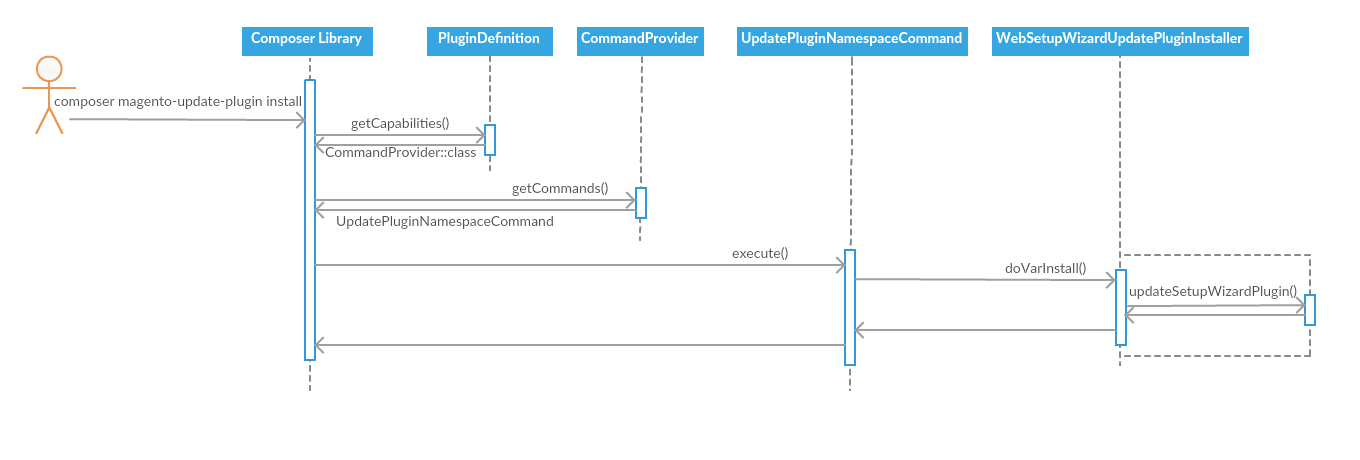 Composer Library
PluginDefinition
CommandProvider
UpdatePluginNamespaceCommand
WebSetupWizardUpdatePluginInstaller
composer magento-update-plugin install
getCapabilities()
CommandProvider::class
getCommands()
UpdatePluginNamespaceCommand
execute()
doVarInstall()
updateSetupWizardPlugin()